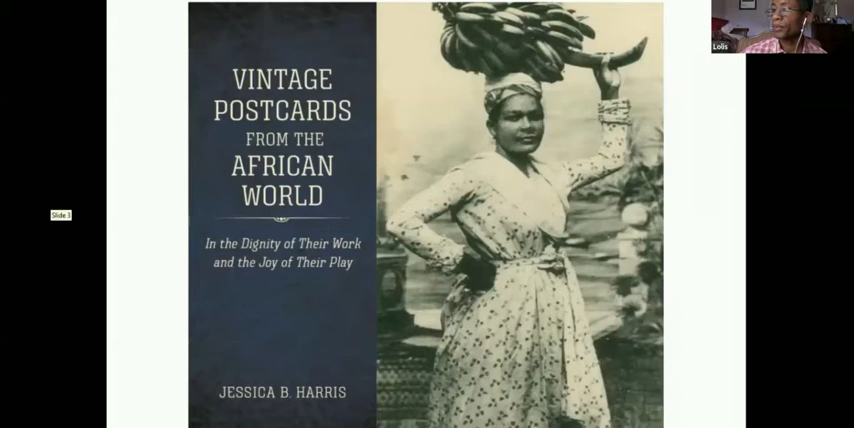 Lolis
VINTAGE
POSTCARDS
FROM THE
AFRICAN
WORLD
Slide 3
In the Dignity of Their Work
and the Joy of Their Play
JESSICA B. HARRIS